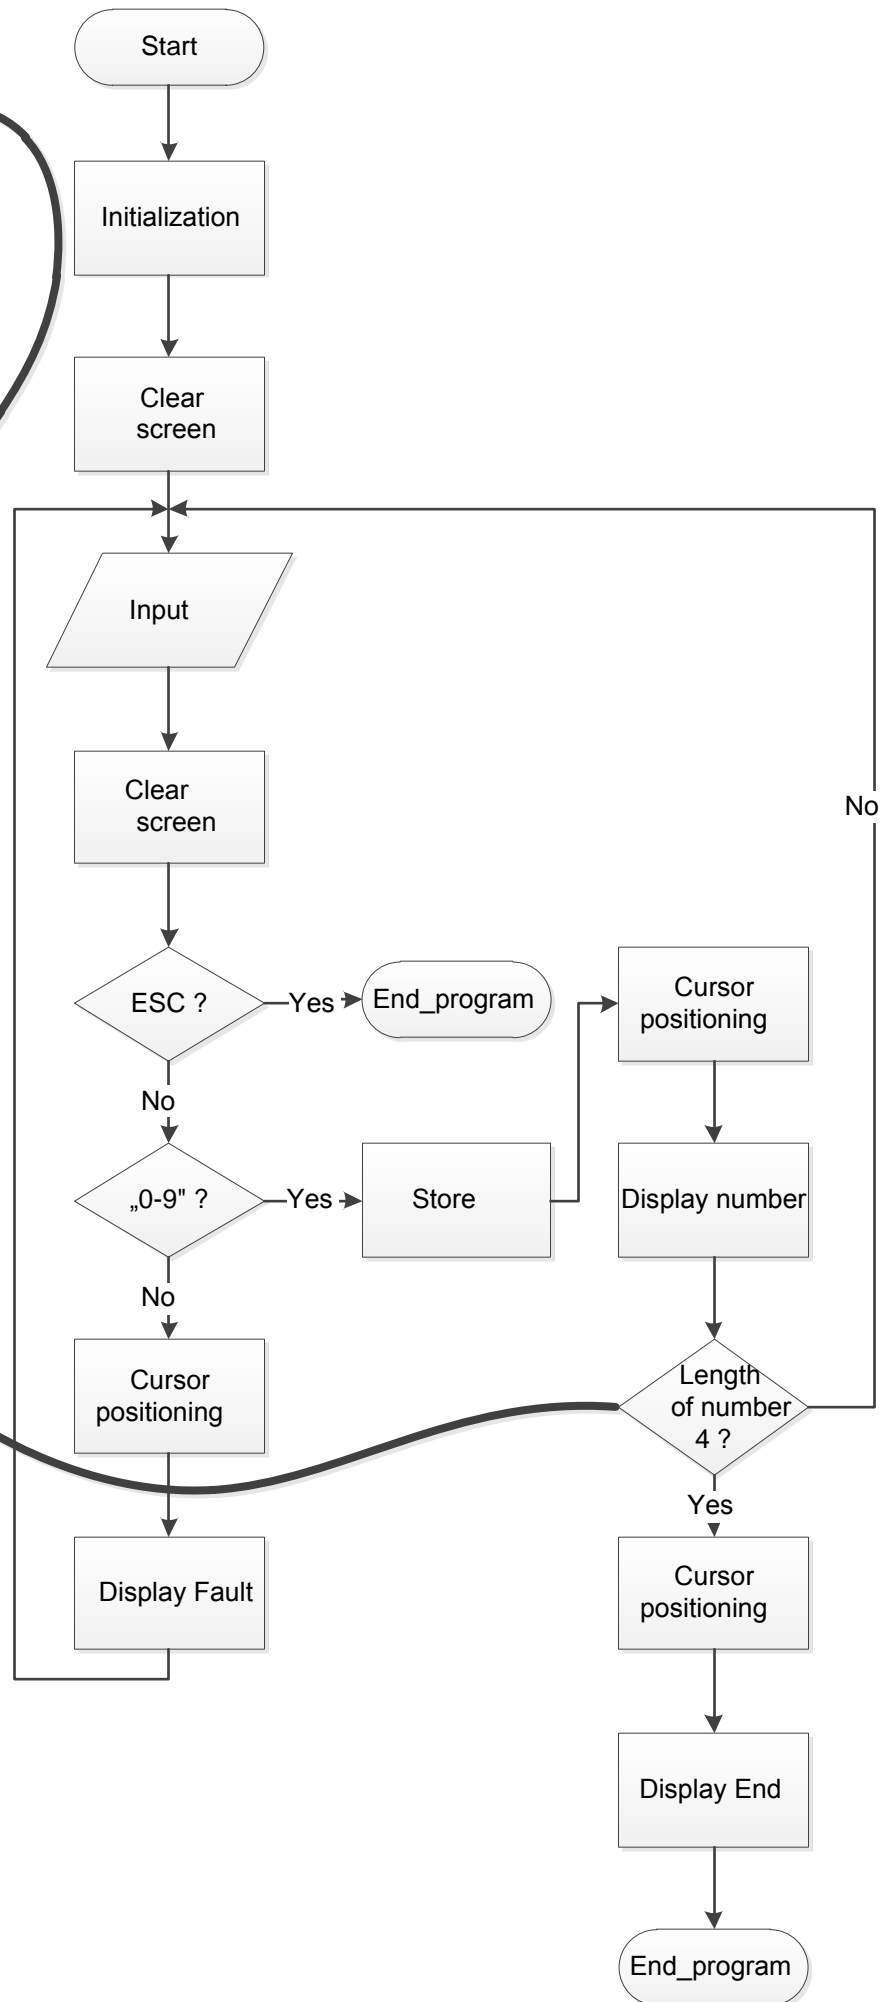 Start
Initialization
Clear
screen
Input
Clear
screen
No
ESC ?
Yes
End_program
Cursor
positioning
No
„0-9" ?
Yes
Store
Display number
No
Cursor
positioning
Length
of number
4 ?
Yes
Display Fault
Cursor
positioning
Display End
End_program